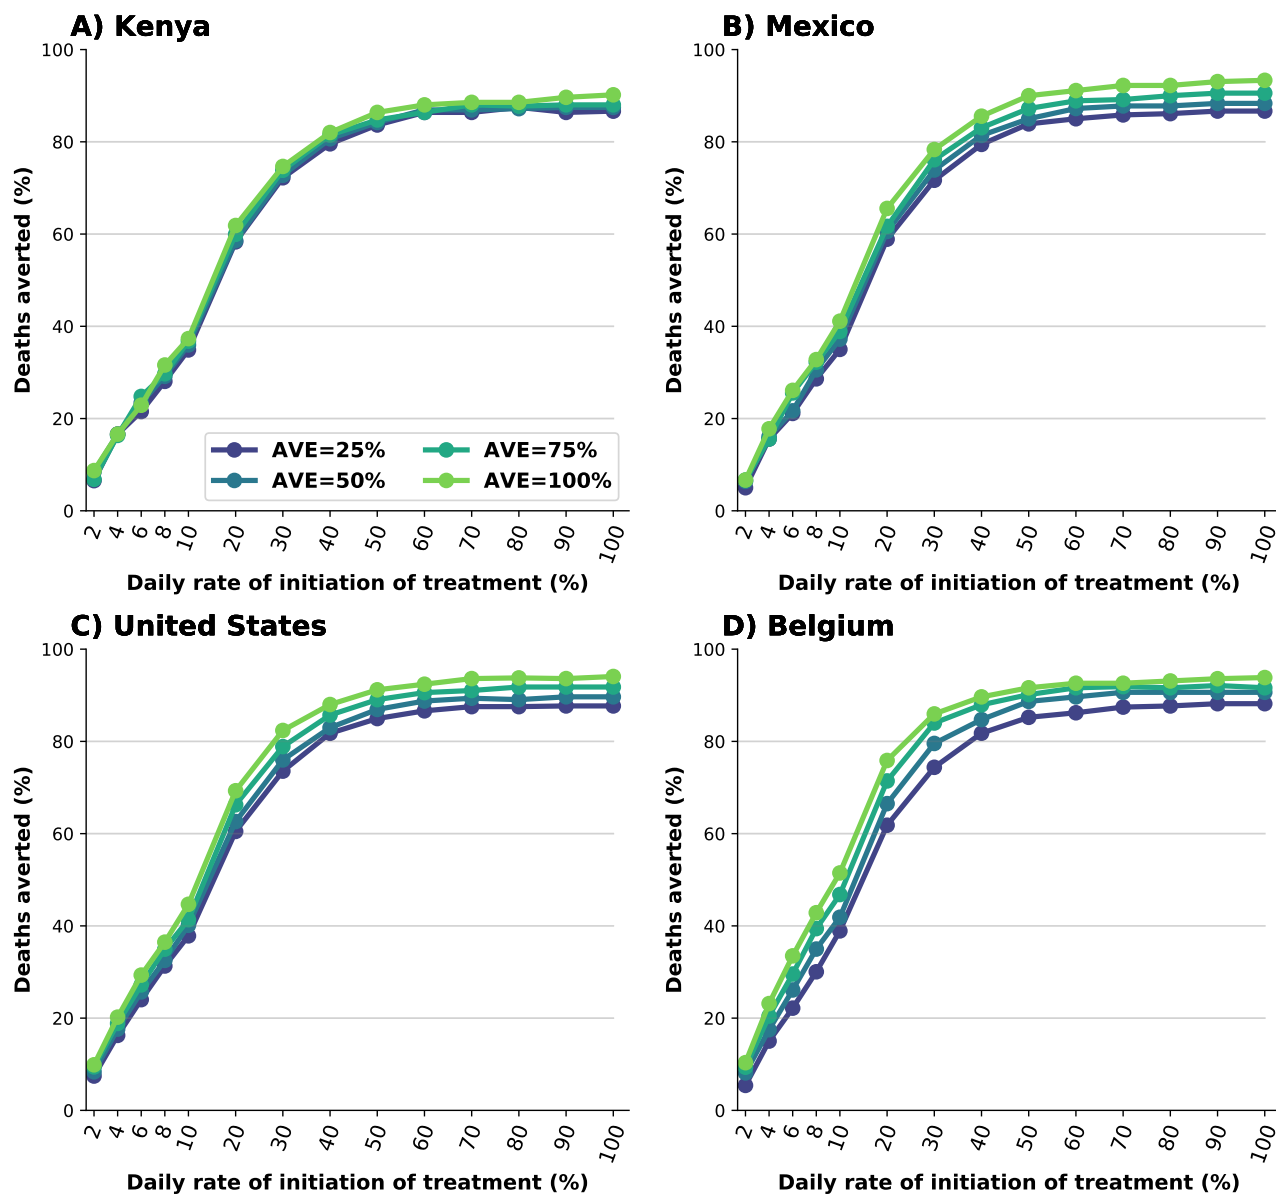 A) Kenya
B) Mexico
100
80
60
40
20
0
Deaths averted (%)
AVE=25%
AVE=50%
AVE=75%
AVE=100%
2 4 6 8 10 20 30 40 50 60 70 80 90 100
Daily rate of initiation of treatment (%)
100
80
60
40
20
0
Deaths averted (%)
2 4 6 8 10 20 30 40 50 60 70 80 90 100
Daily rate of initiation of treatment (%)
C) United States
D) Belgium
100
80
60
40
20
0
Deaths averted (%)
2 4 6 8 10 20 30 40 50 60 70 80 90 100
Daily rate of initiation of treatment (%)
100
80
60
40
20
0
Deaths averted (%)
2 4 6 8 10 20 30 40 50 60 70 80 90 100
Daily rate of initiation of treatment (%)